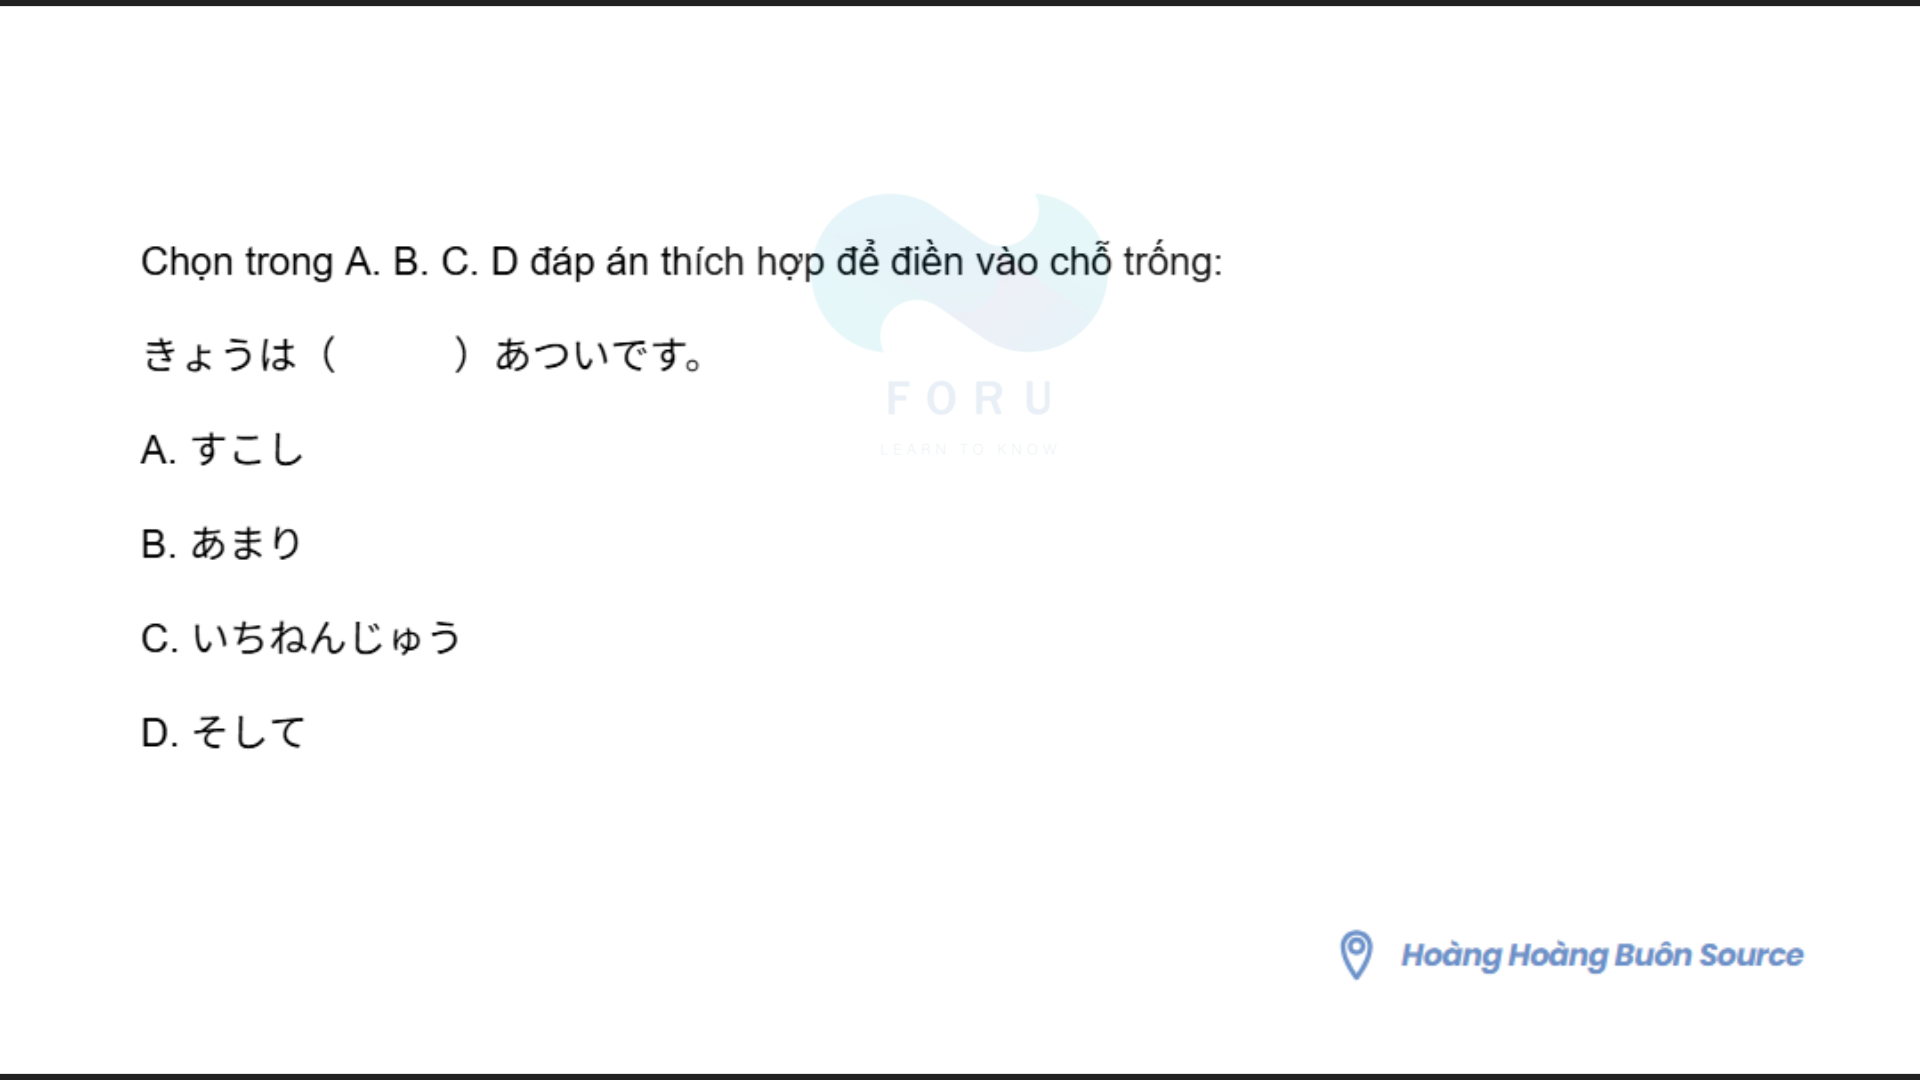 Chọn trong A. B. C. D đáp án thích hợp để điền vào chỗ trống:
きょうは（　　　）あついです。
A. すこし
B. あまり
C. いちねんじゅう
D. そして
FORU
LEARN TO KNOW
Hoàng Hoàng Buôn Source